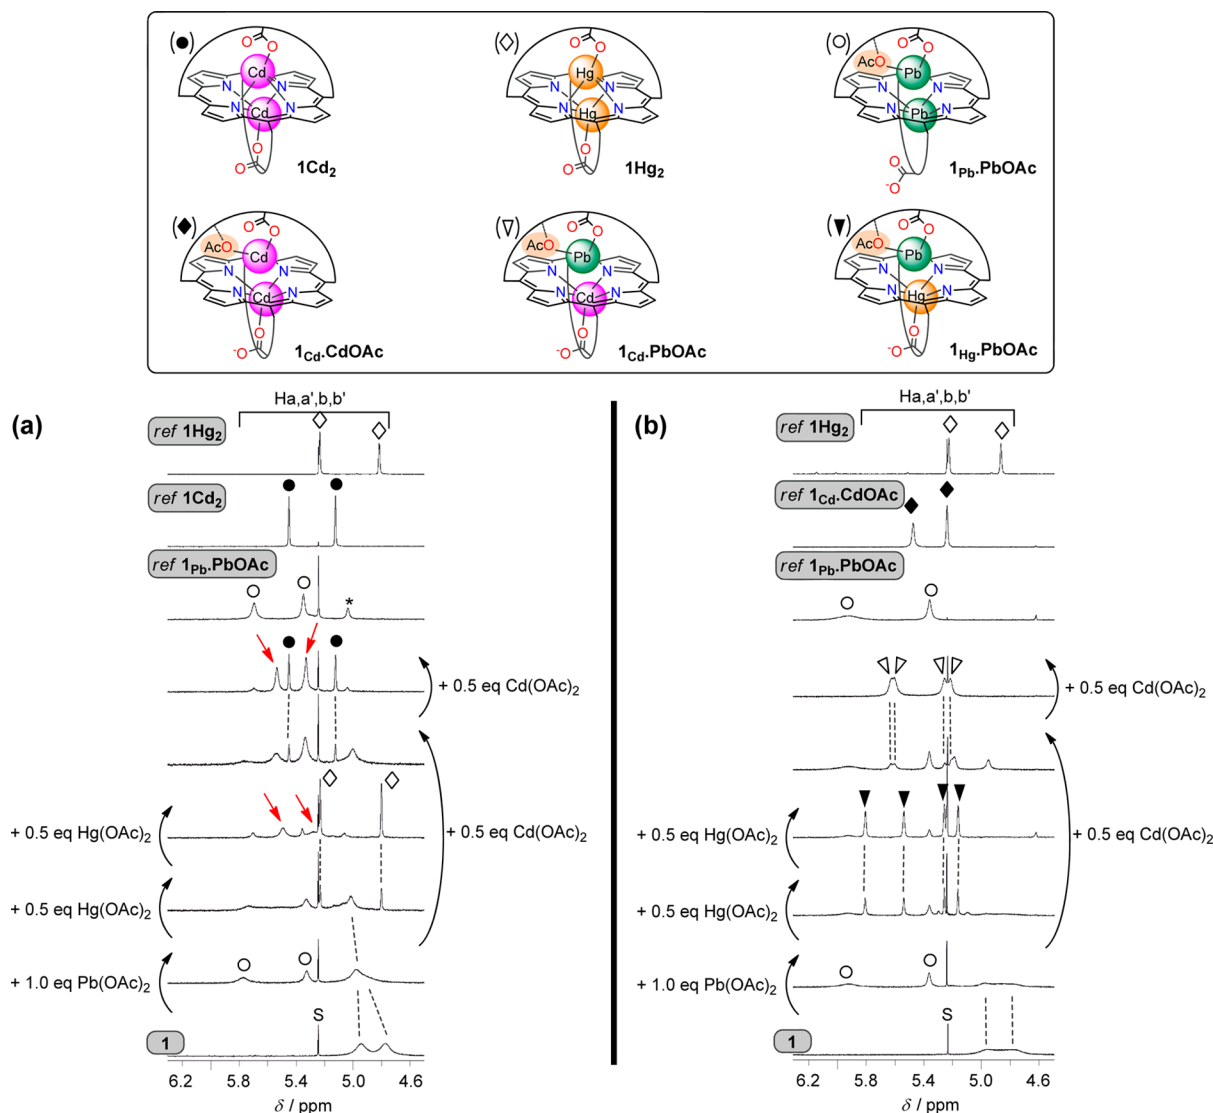 (●) O O Cd N N N Cd O O 1Cd2
(◇) O O Hg N N N Hg O O 1Hg2
(○) O O AcO Pb N N N Pb O -O 1Pb.PbOAc
(◆) O O AcO Cd N N N Cd O -O 1Cd.CdOAc
(▽) O O AcO Pb N N N Cd O -O 1Cd.PbOAc
(▼) O O AcO Pb N N N Hg O -O 1Hg.PbOAc
(a)
Ha,a',b,b'
ref 1Hg2
ref 1Cd2
ref 1Pb.PbOAc
*
+ 0.5 eq Cd(OAc)2
+ 0.5 eq Hg(OAc)2
+ 0.5 eq Cd(OAc)2
+ 0.5 eq Hg(OAc)2
+ 1.0 eq Pb(OAc)2
S
1
6.2 5.8 5.4 5.0 4.6
δ / ppm
(b)
Ha,a',b,b'
ref 1Hg2
ref 1Cd.CdOAc
ref 1Pb.PbOAc
+ 0.5 eq Cd(OAc)2
+ 0.5 eq Hg(OAc)2
+ 0.5 eq Cd(OAc)2
+ 0.5 eq Hg(OAc)2
+ 1.0 eq Pb(OAc)2
S
1
6.2 5.8 5.4 5.0 4.6
δ / ppm